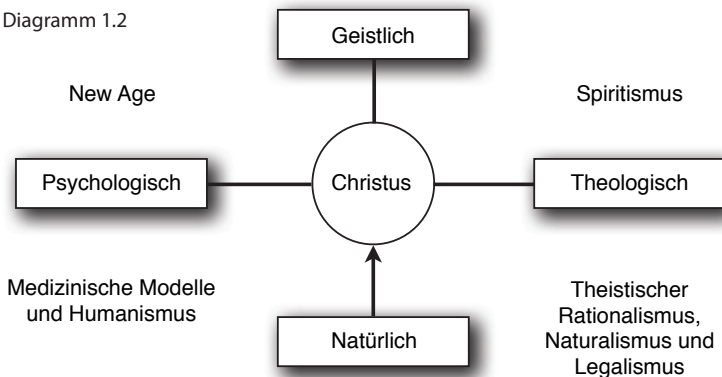 Diagramm 1.2
Geistlich
New Age
Spiritismus
Psychologisch
Christus
Theologisch
Medizinische Modelle
und Humanismus
Natürlich
Theistischer
Rationalismus,
Naturalismus und
Legalismus